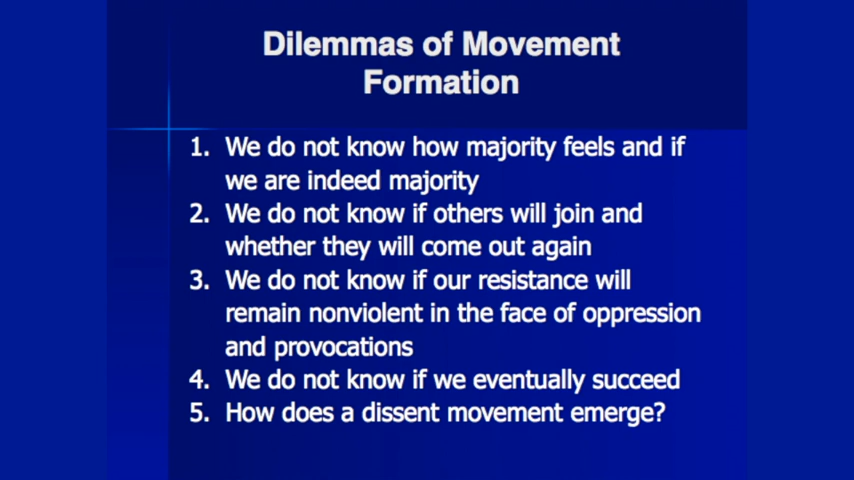 Dilemmas of Movement
Formation
1. We do not know how majority feels and if
we are indeed majority
2. We do not know if others will join and
whether they will come out again
3. We do not know if our resistance will
remain nonviolent in the face of oppression
and provocations
4. We do not know if we eventually succeed
5. How does a dissent movement emerge?